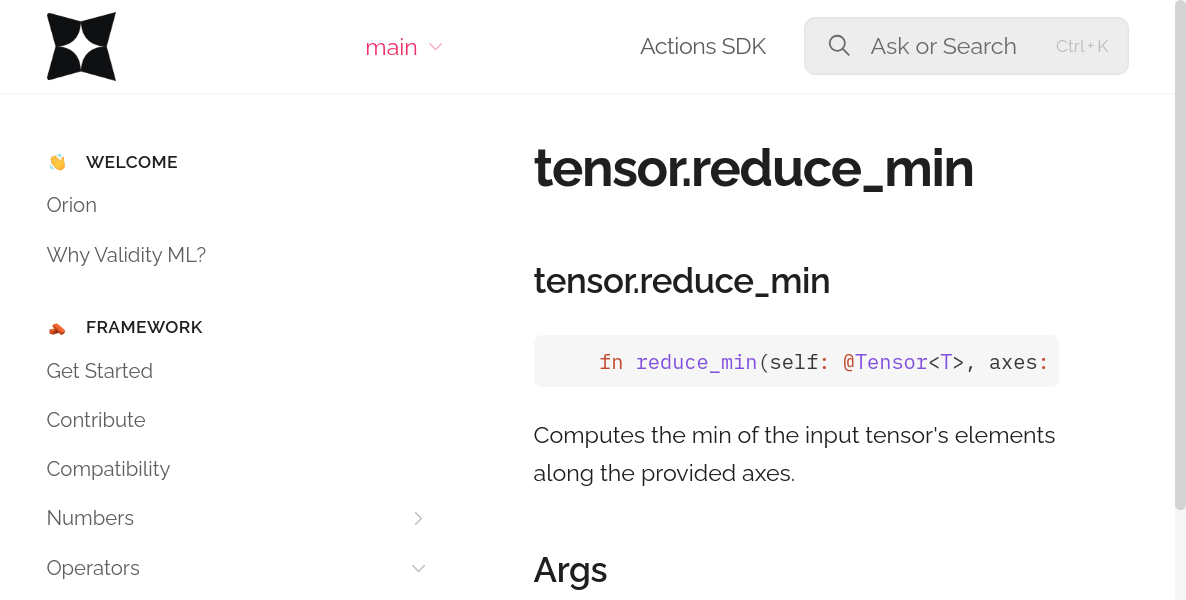 main
Actions SDK
Ask or Search
Ctrl + K
WELCOME
Orion
Why Validity ML?
FRAMEWORK
Get Started
Contribute
Compatibility
Numbers
Operators
tensor.reduce_min
tensor.reduce_min
fn reduce_min(self: @Tensor<T>, axes:
Computes the min of the input tensor's elements
along the provided axes.
Args